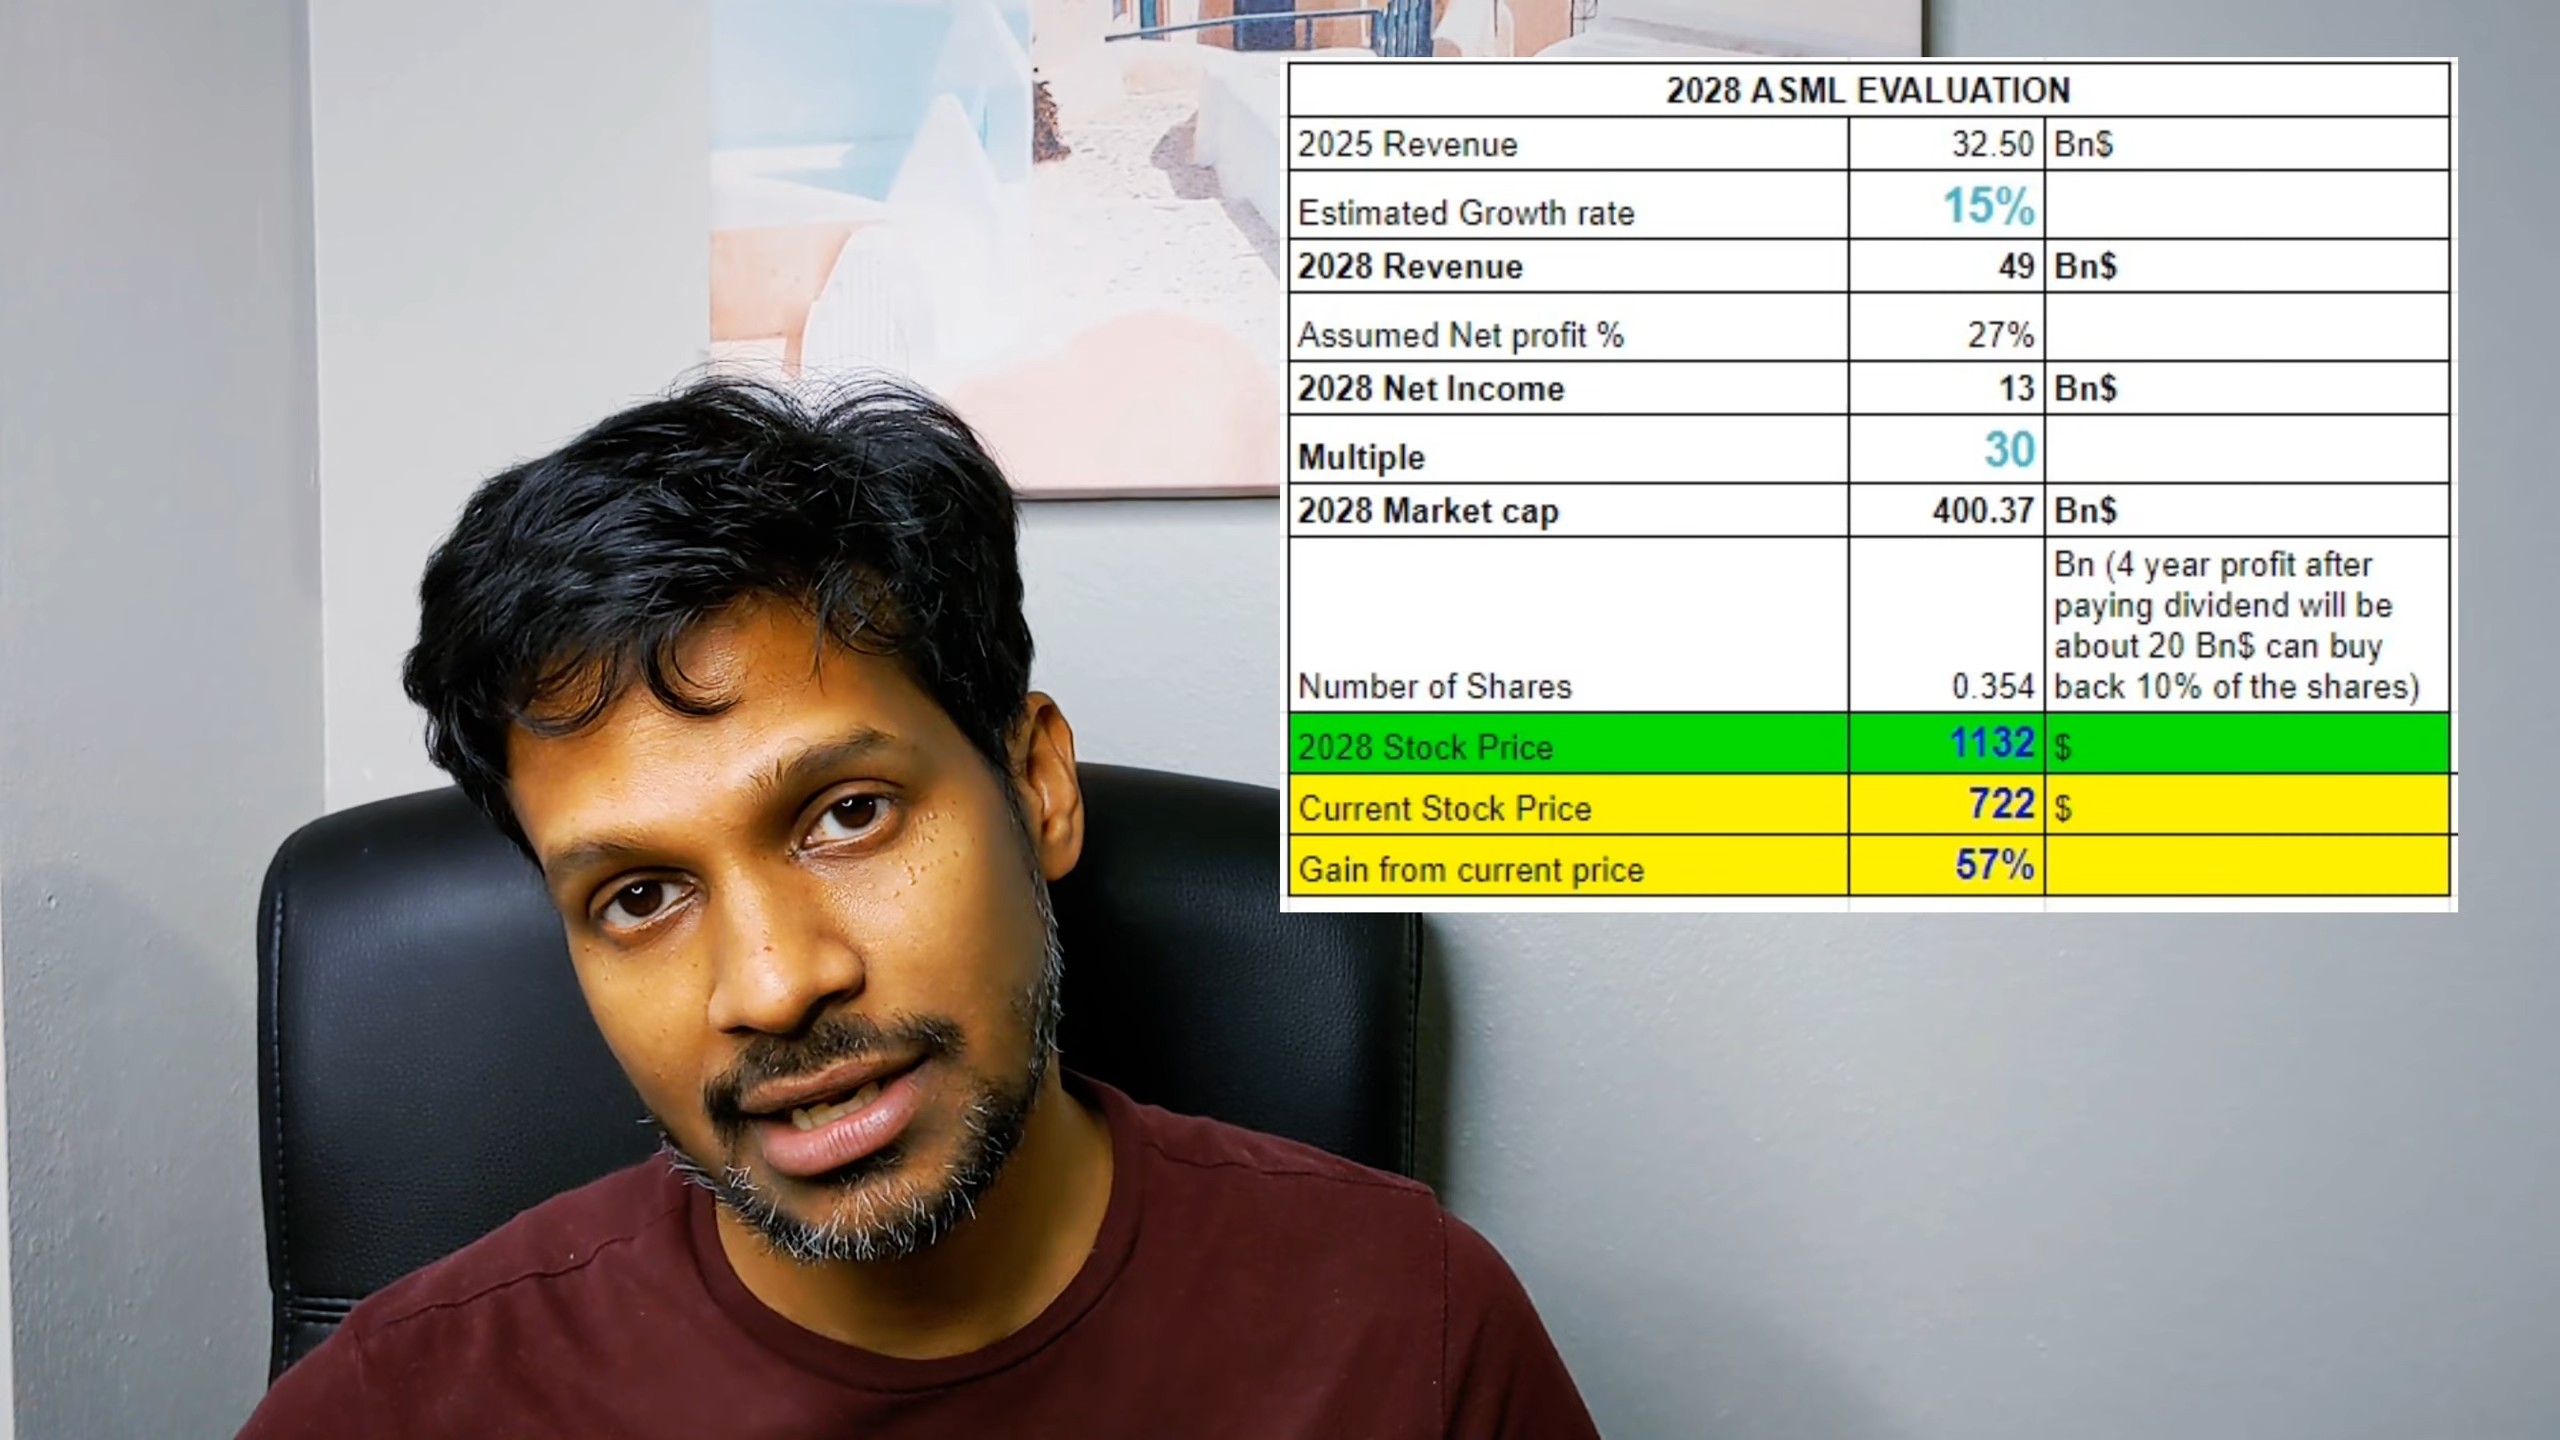 2028 ASML EVALUATION
2025 Revenue 32.50 Bn$
Estimated Growth rate 15%
2028 Revenue 49 Bn$
Assumed Net profit % 27%
2028 Net Income 13 Bn$
Multiple 30
2028 Market cap 400.37 Bn$
Bn (4 year profit after
paying dividend will be
about 20 Bn$ can buy
Number of Shares 0.354 back 10% of the shares)
2028 Stock Price 1132 $
Current Stock Price 722 $
Gain from current price 57%